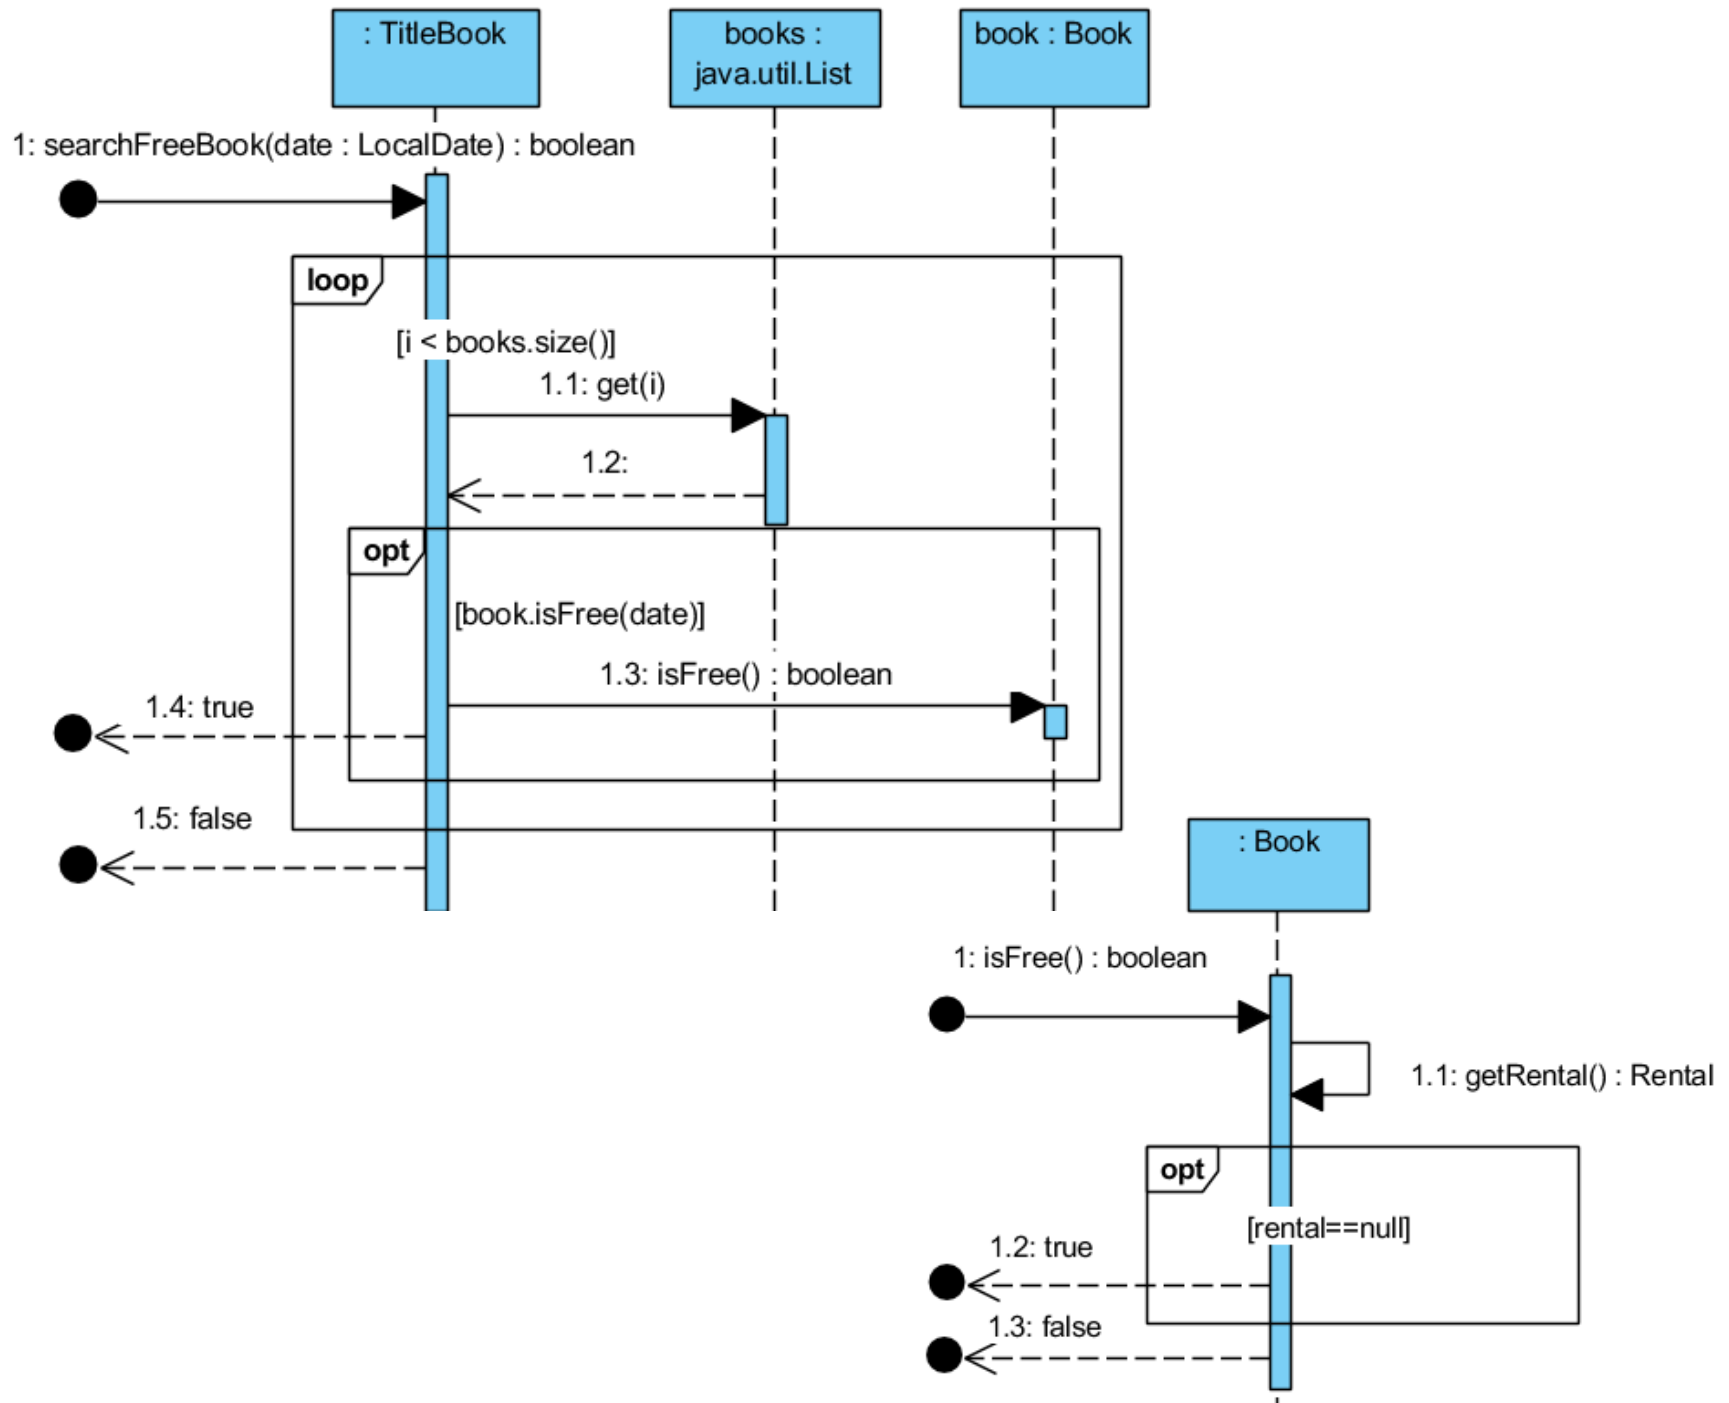 : TitleBook
books :
java.util.List
book : Book
1: searchFreeBook(date : LocalDate) : boolean
loop
[i < books.size()]
1.1: get(i)
1.2:
opt
[book.isFree(date)]
1.3: isFree() : boolean
1.4: true
1.5: false
: Book
1: isFree() : boolean
1.1: getRental() : Rental
opt
[rental==null]
1.2: true
1.3: false